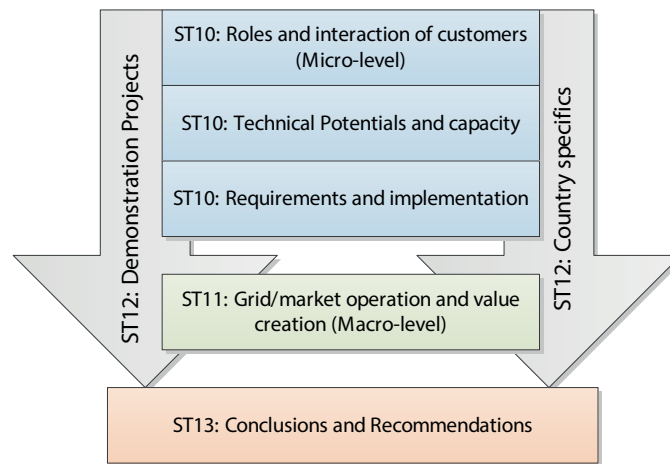 ST10: Roles and interaction of customers
(Micro-level)
ST10: Technical Potentials and capacity
ST10: Requirements and implementation
ST12: Demonstration Projects
ST12: Country specifics
ST11: Grid/market operation and value
creation (Macro-level)
ST13: Conclusions and Recommendations